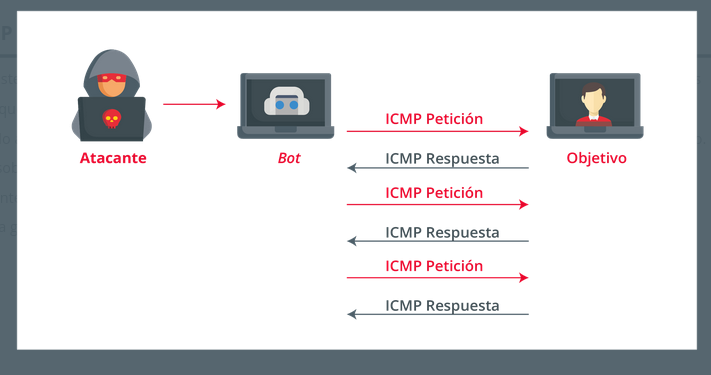 ICMP Petición
Atacante
Bot
ICMP Respuesta
Objetivo
ICMP Petición
ICMP Respuesta
ICMP Petición
ICMP Respuesta